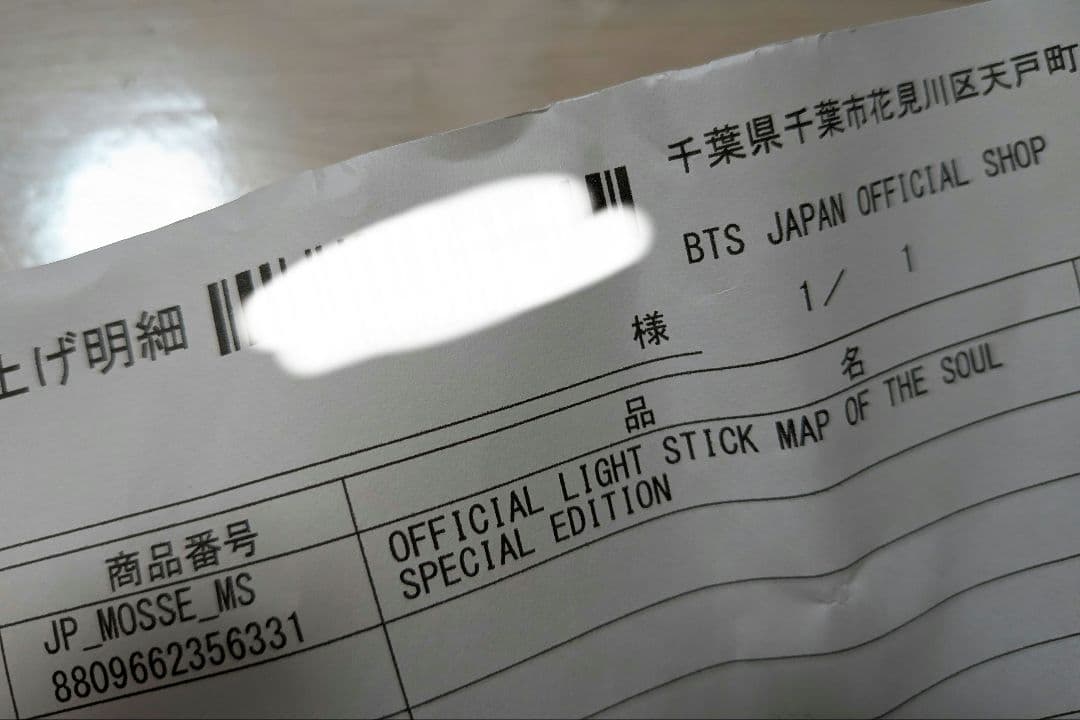 千葉県千葉市花見川区天戸町
BTS JAPAN OFFICIAL SHOP
上げ明細
様
1/ 1
商品番号
品 名
JP_MOSSE_MS
8809662356331
OFFICIAL LIGHT STICK MAP OF THE SOUL
SPECIAL EDITION